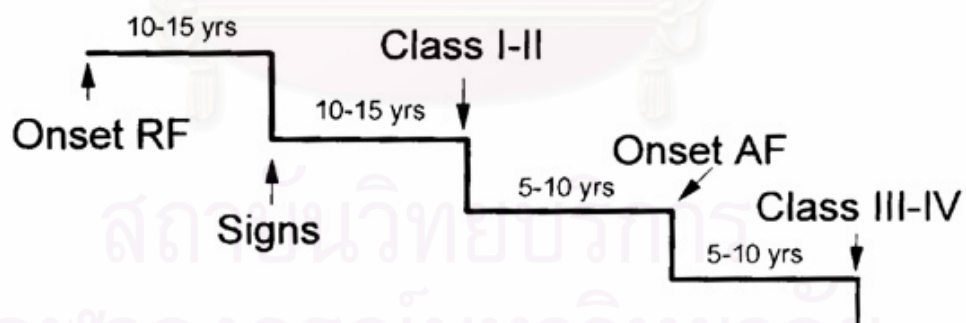 10-15 yrs
Class I-II
10-15 yrs
Onset RF
Onset AF
5-10 yrs
Class III-IV
สถาบันวิทยบริการ
Signs
5-10 yrs